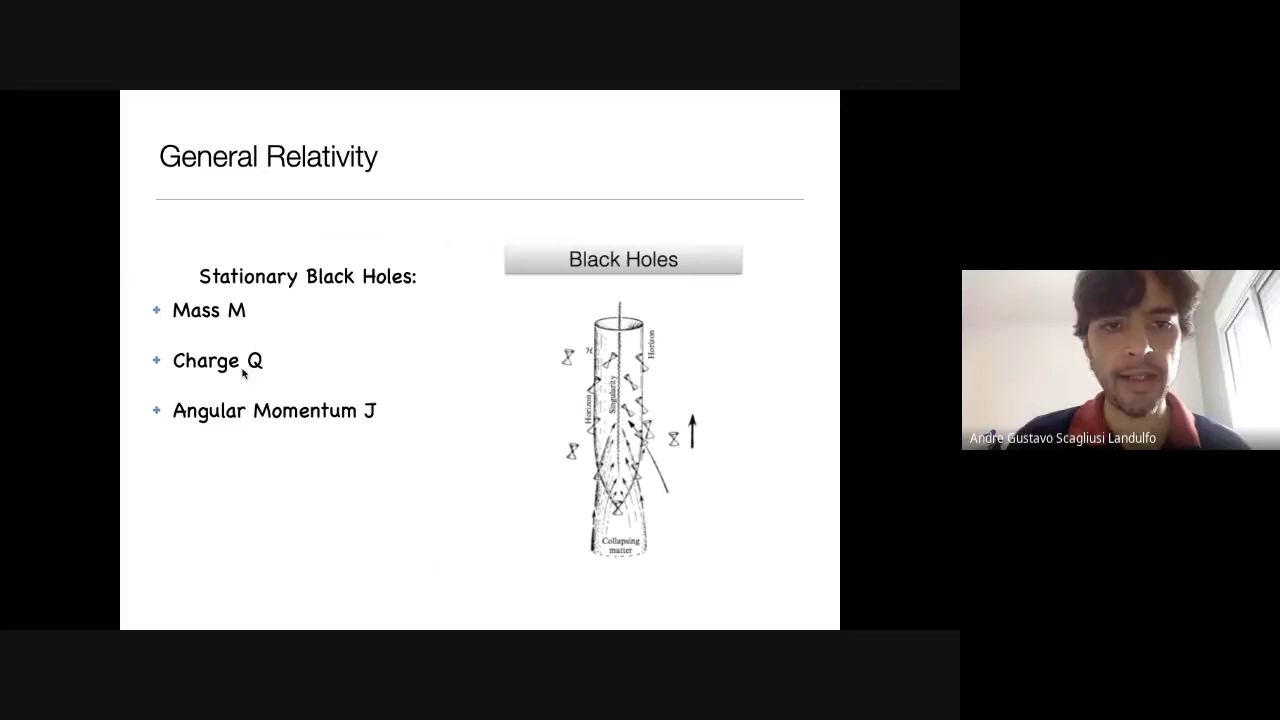 General Relativity
Stationary Black Holes:
Mass M
Charge Q
Angular Momentum J
Black Holes
Horizon
Singularity
Horizon
Collapsing
matter
Andre Gustavo Scagliusi Landulfo